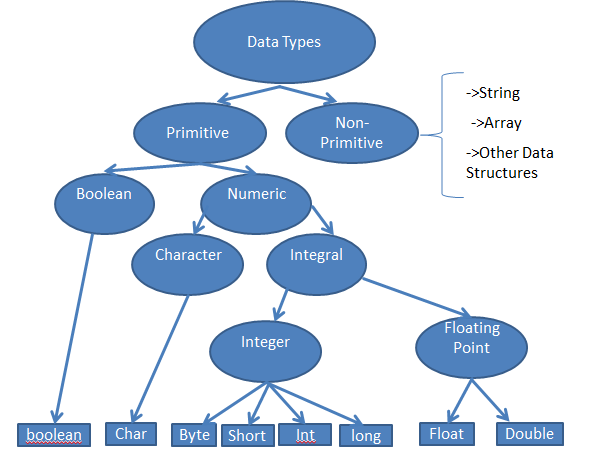 Data Types
Primitive
Non-
Primitive
->String
->Array
->Other Data
Structures
Boolean
Numeric
Character
Integral
Integer
Floating
Point
boolean
Char
Byte
Short
Int
long
Float
Double